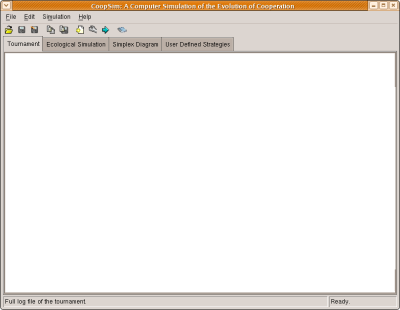 CoopSim: A Computer Simulation of the Evolution of Cooperation
File Edit Simulation Help
Tournament Ecological Simulation Simplex Diagram User Defined Strategies
Full log file of the tournament. Ready.